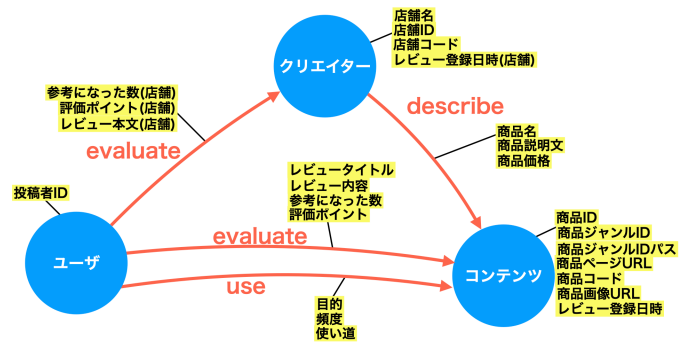 店舗名
店舗ID
店舗コード
レビュー登録日時(店舗)
クリエイター
参考になった数(店舗)
評価ポイント(店舗)
レビュー本文(店舗)
evaluate
describe
商品名
商品説明文
商品価格
投稿者ID
レビュータイトル
レビュー内容
参考になった数
評価ポイント
evaluate
ユーザ
use
目的
頻度
使い道
コンテンツ
商品ID
商品ジャンルID
商品ジャンルIDパス
商品ページURL
商品コード
商品画像URL
レビュー登録日時